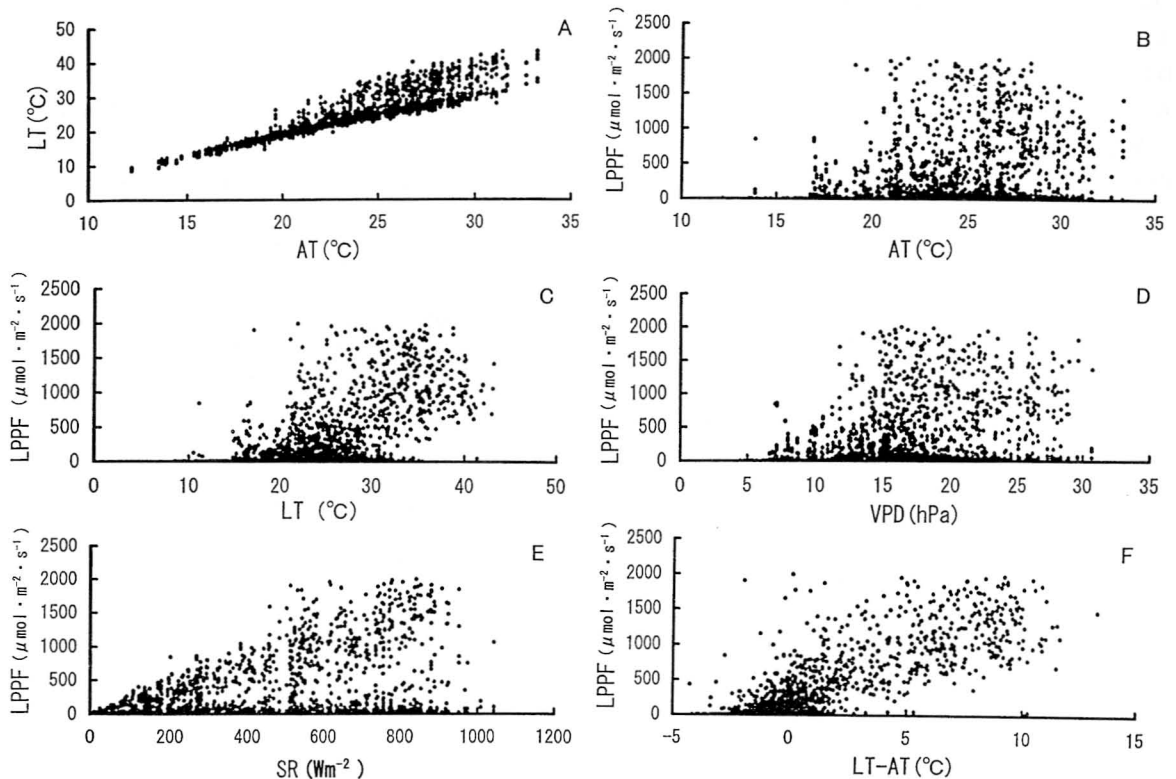 A
LT(℃)
50
40
30
20
10
0
10 15 20 25 30 35
AT(℃)
B
LPPF (μmol・m⁻²・s⁻¹)
2500
2000
1500
1000
500
0
10 15 20 25 30 35
AT(℃)
C
LPPF (μmol・m⁻²・s⁻¹)
2500
2000
1500
1000
500
0
0 10 20 30 40 50
LT (℃)
D
LPPF (μmol・m⁻²・s⁻¹)
2500
2000
1500
1000
500
0
0 5 10 15 20 25 30 35
VPD(hPa)
E
LPPF (μmol・m⁻²・s⁻¹)
2500
2000
1500
1000
500
0
0 200 400 600 800 1000 1200
SR (Wm⁻²)
F
LPPF (μmol・m⁻²・s⁻¹)
2500
2000
1500
1000
500
0
-5 0 5 10 15
LT-AT(℃)